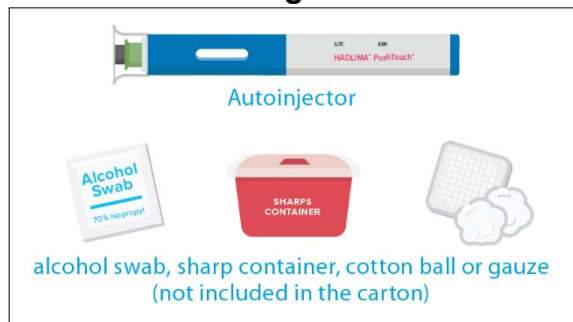 LOT: EXP:
HADLIMA® PushTouch®
Autoinjector
Alcohol
Swab
70% isopropyl
SHARPS
CONTAINER
alcohol swab, sharp container, cotton ball or gauze
(not included in the carton)